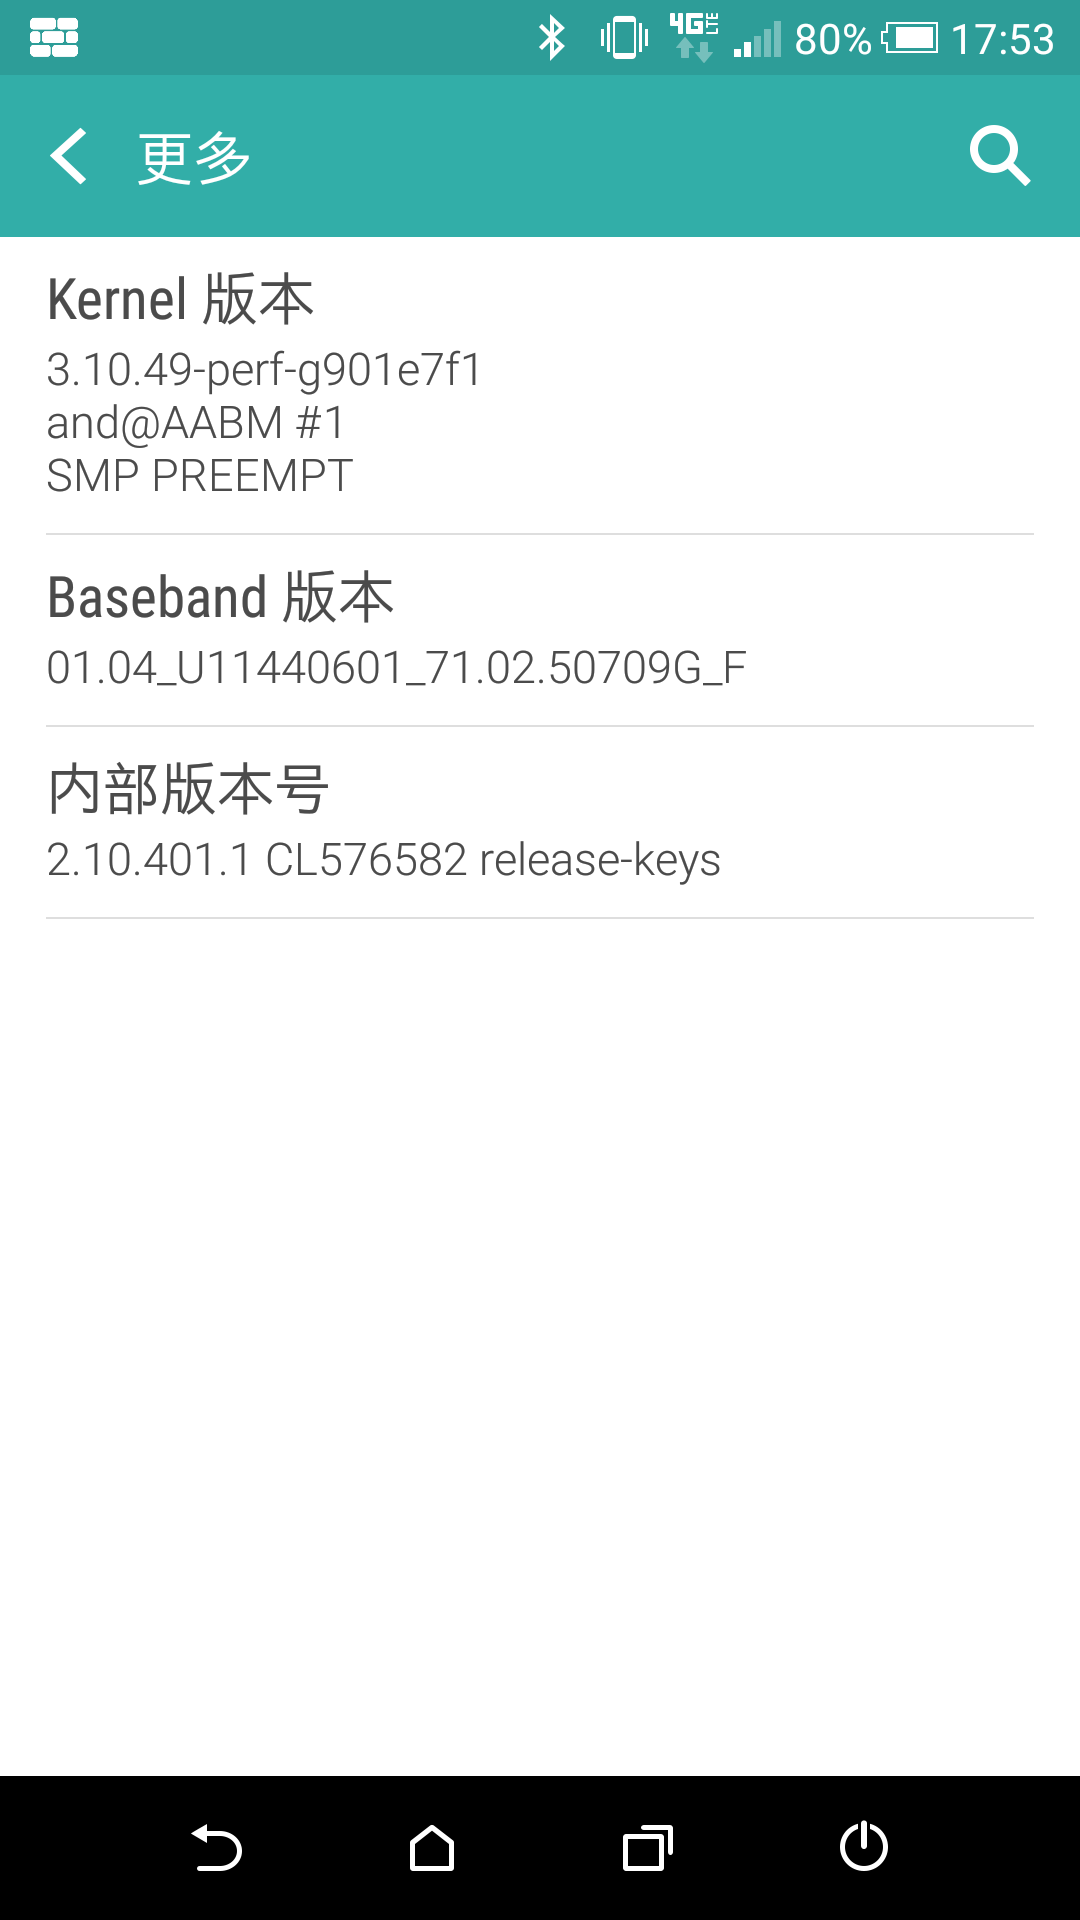 4G LTE 80% 17:53
更多
Kernel 版本
3.10.49-perf-g901e7f1
and@AABM #1
SMP PREEMPT
Baseband 版本
01.04_U11440601_71.02.50709G_F
内部版本号
2.10.401.1 CL576582 release-keys